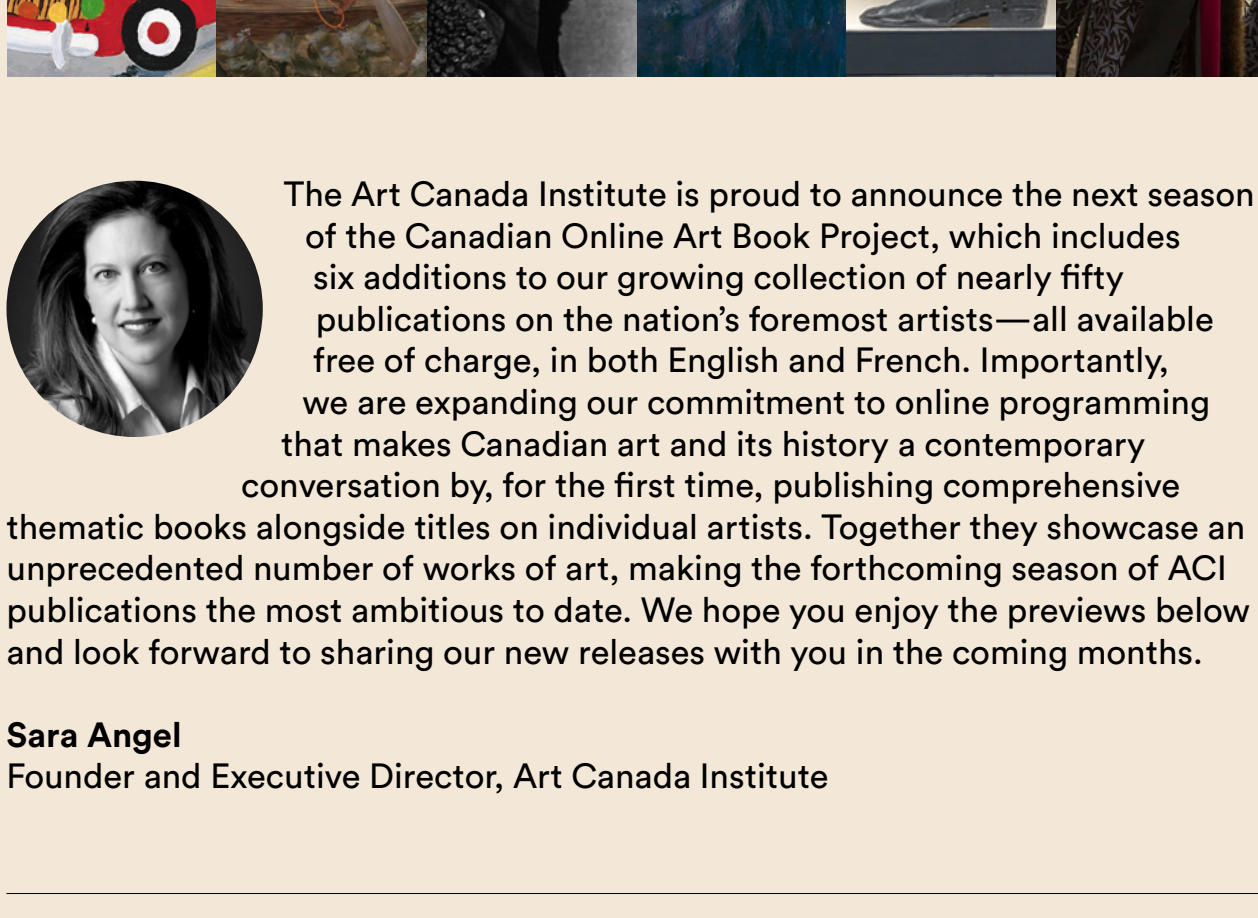 The Art Canada Institute is proud to announce the next season
of the Canadian Online Art Book Project, which includes
six additions to our growing collection of nearly fifty
publications on the nation’s foremost artists—all available
free of charge, in both English and French. Importantly,
we are expanding our commitment to online programming
that makes Canadian art and its history a contemporary
conversation by, for the first time, publishing comprehensive
thematic books alongside titles on individual artists. Together they showcase an
unprecedented number of works of art, making the forthcoming season of ACI
publications the most ambitious to date. We hope you enjoy the previews below
and look forward to sharing our new releases with you in the coming months.
Sara Angel
Founder and Executive Director, Art Canada Institute